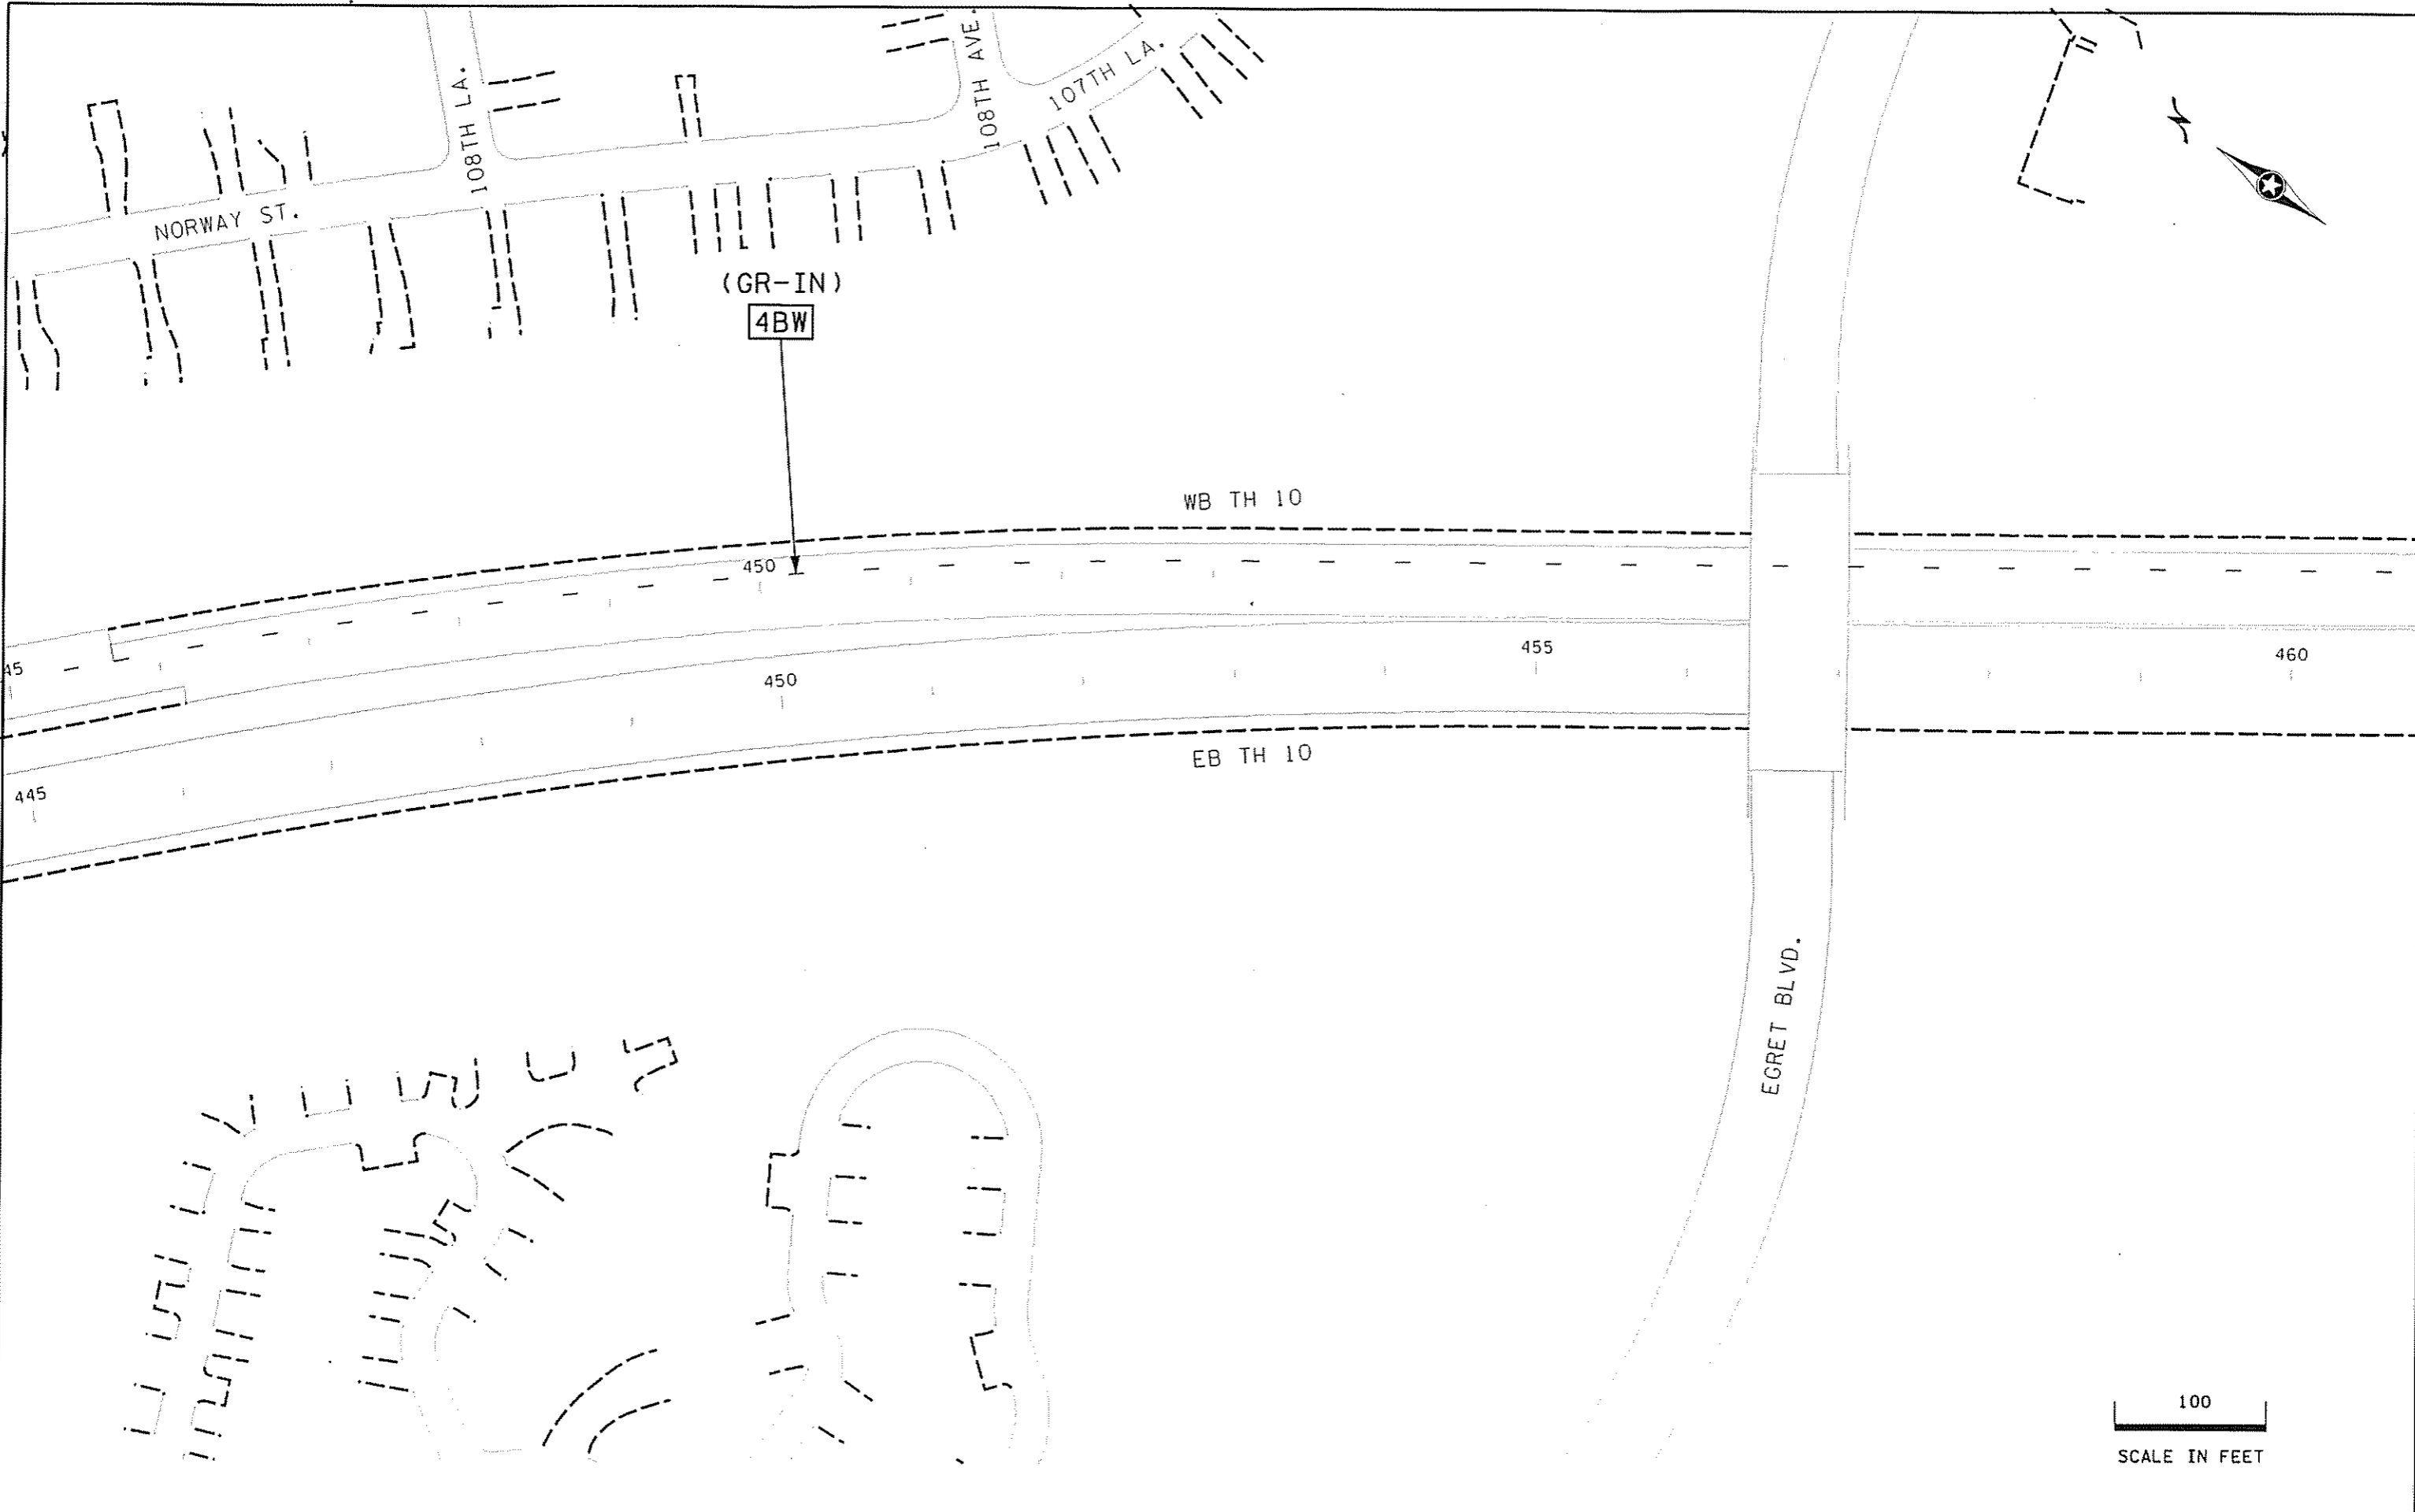 108TH LA.
108TH AVE.
107TH LA.
N
NORWAY ST.
(GR-IN)
4BW
WB TH 10
450
45
455
460
450
EB TH 10
445
EGRET BLVD.
100
SCALE IN FEET